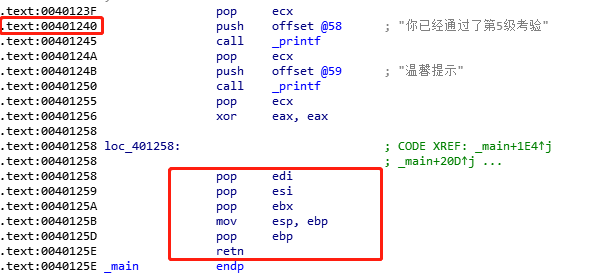 .text:0040123F pop ecx
.text:00401240 push offset @58 ; "你已经通过了第5级考验"
.text:00401245 call _printf
.text:0040124A pop ecx
.text:0040124B push offset @59 ; "温馨提示"
.text:00401250 call _printf
.text:00401255 pop ecx
.text:00401256 xor eax, eax
.text:00401258
.text:00401258 loc_401258: ; CODE XREF: _main+1E4↑j
.text:00401258 ; _main+20D↑j ...
.text:00401258 pop edi
.text:00401259 pop esi
.text:0040125A pop ebx
.text:0040125B mov esp, ebp
.text:0040125D pop ebp
.text:0040125E retn
.text:0040125E _main endp